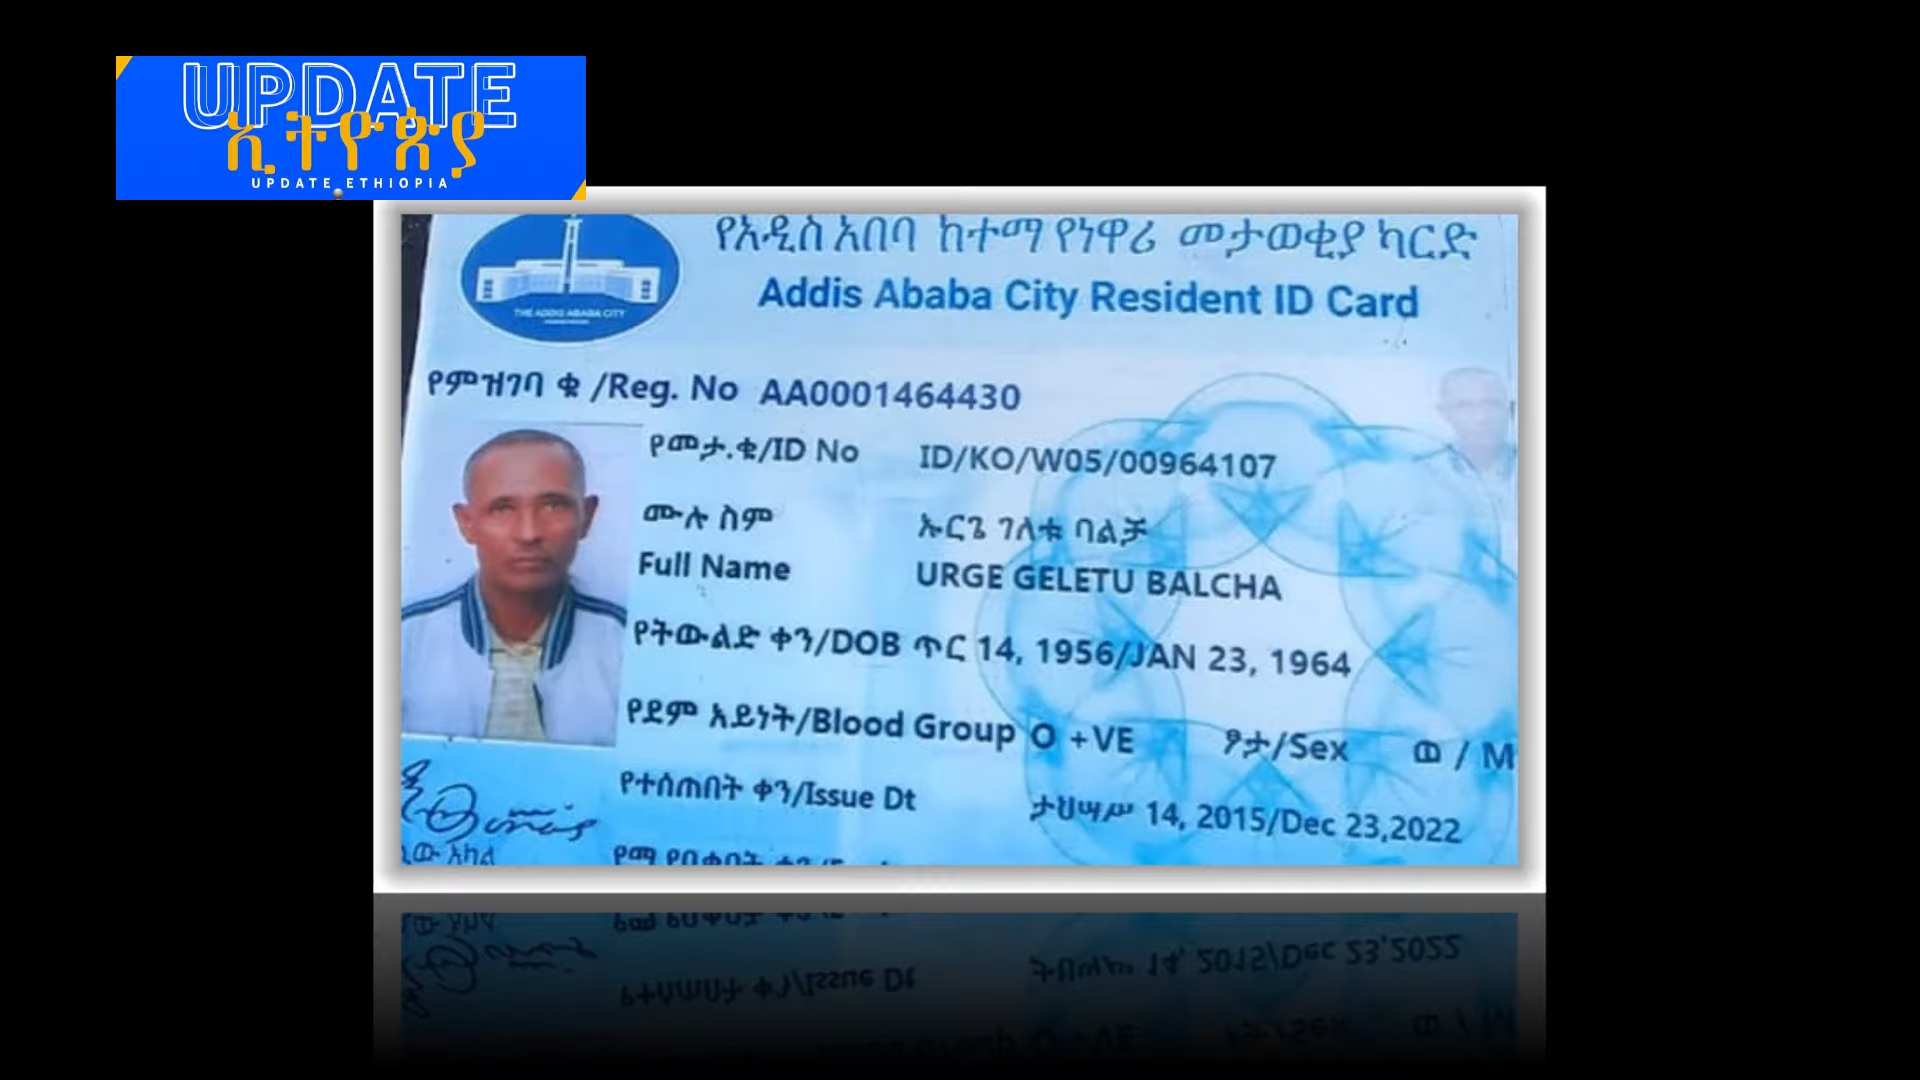 UPDATE
ኢትዮጵያ
UPDATE ETHIOPIA
የአዲስ አበባ ከተማ የነዋሪ መታወቂያ ካርድ
Addis Ababa City Resident ID Card
THE ADDIS ABABA CITY
የምዝገባ ቁ /Reg. No AA0001464430
የመታ.ቁ/ID No ID/KO/W05/00964107
ሙሉ ስም ኡርጌ ገለቱ ባልቻ
Full Name URGE GELETU BALCHA
የትውልድ ቀን/DOB ጥር 14, 1956/JAN 23, 1964
የደም አይነት/Blood Group O +VE ፆታ/Sex ወ / M
የተሰጠበት ቀን/Issue Dt ታህሣሥ 14, 2015/Dec 23,2022